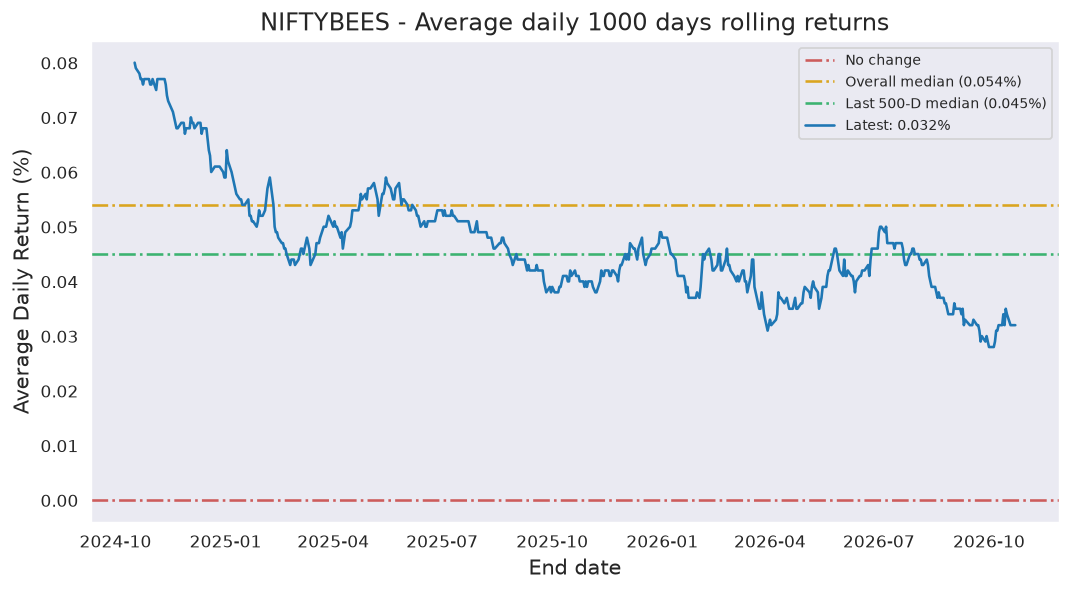 NIFTYBEES - Average daily 1000 days rolling returns
No change
Overall median (0.054%)
Last 500-D median (0.045%)
Latest: 0.032%
Average Daily Return (%)
0.08
0.07
0.06
0.05
0.04
0.03
0.02
0.01
0.00
2024-10 2025-01 2025-04 2025-07 2025-10 2026-01 2026-04 2026-07 2026-10
End date